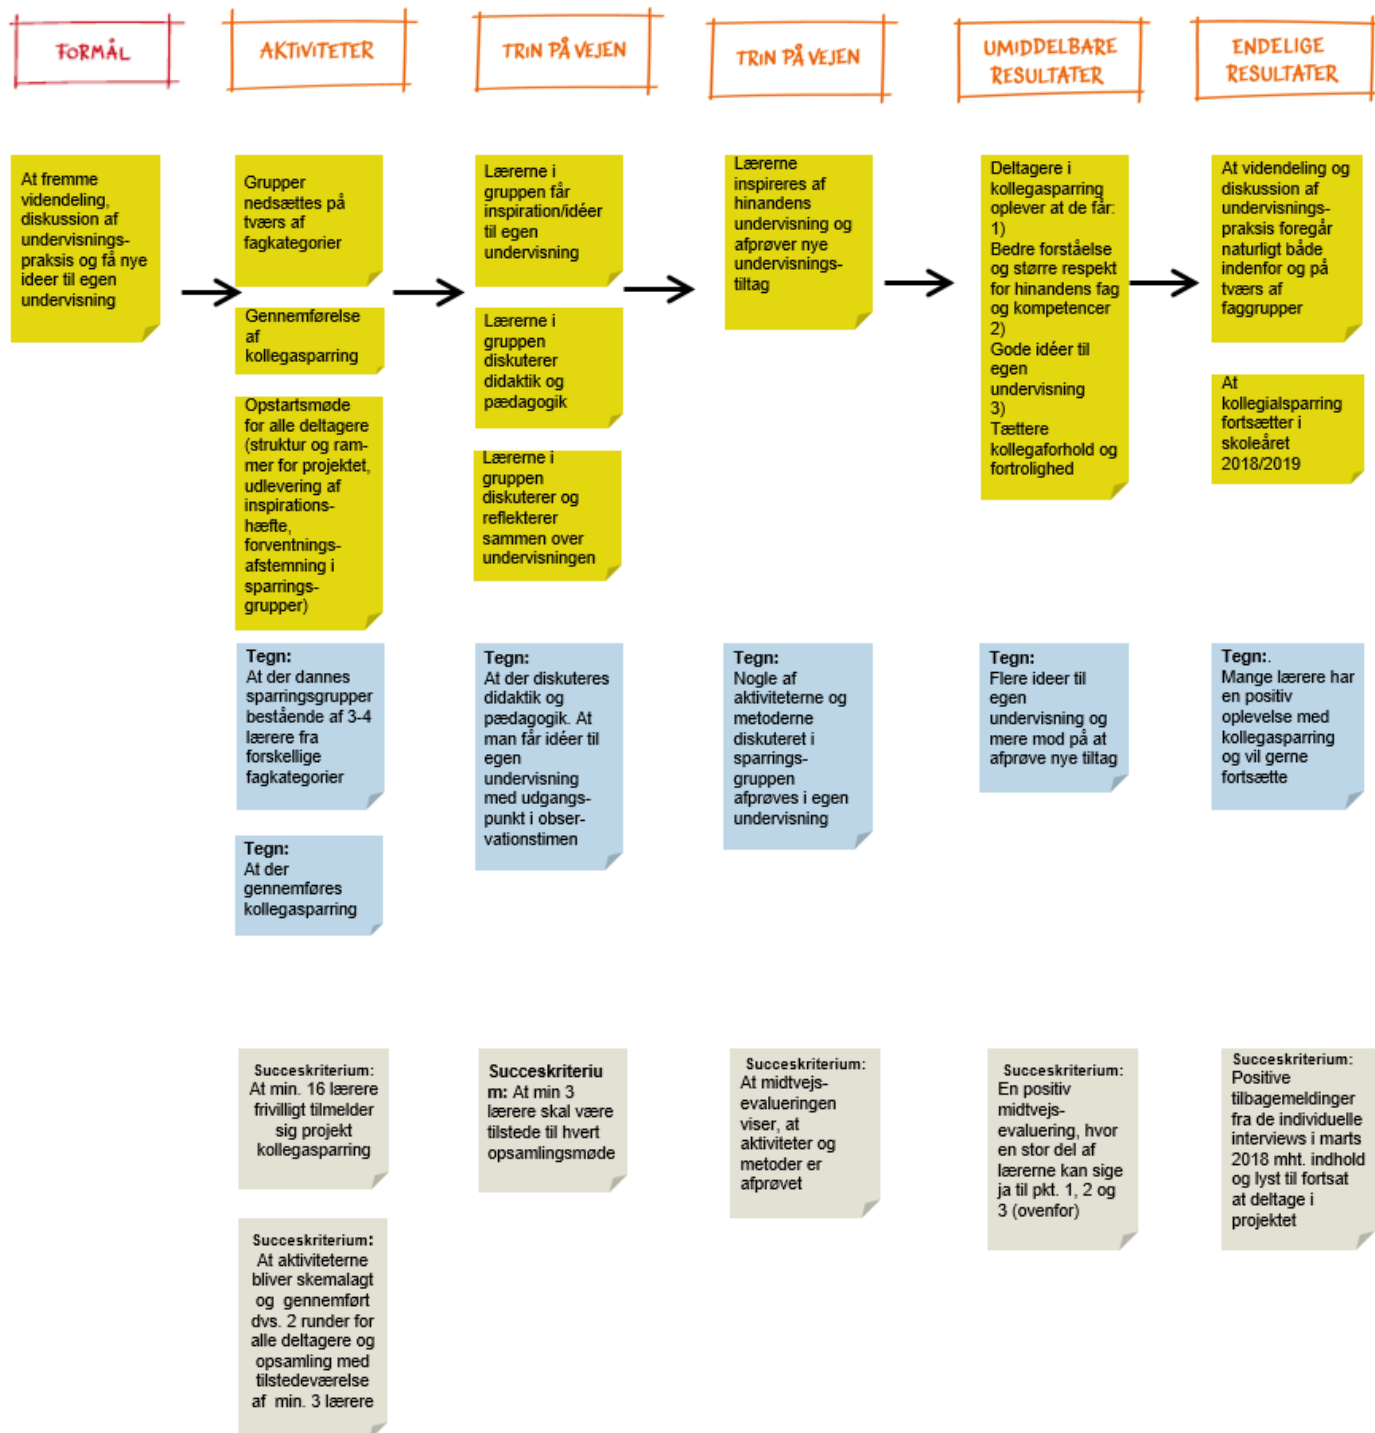 FORMÅL
AKTIVITETER
TRIN PÅ VEJEN
TRIN PÅ VEJEN
UMIDDELBARE
RESULTATER
ENDELIGE
RESULTATER
At fremme
videndeling,
diskussion af
undervisnings-
praksis og få nye
ideer til egen
undervisning
Grupper
nedsættes på
tværs af
fagkategorier
Gennemførelse
af
kollegasparring
Opstartsmøde
for alle deltagere
(struktur og ram-
mer for projektet,
udlevering af
inspirations-
hæfte,
forventnings-
afstemning i
sparrings-
grupper)
Lærerne i
gruppen får
inspiration/idéer
til egen
undervisning
Lærerne i
gruppen
diskuterer
didaktik og
pædagogik
Lærerne i
gruppen
diskuterer og
reflekterer
sammen over
undervisningen
Lærerne
inspireres af
hinandens
undervisning og
afprøver nye
undervisnings-
tiltag
Deltagere i
kollegasparring
oplever at de får:
1)
Bedre forståelse
og større respekt
for hinandens fag
og kompetencer
2)
Gode idéer til
egen
undervisning
3)
Tættere
kollegaforhold og
fortrolighed
At videndeling og
diskussion af
undervisnings-
praksis foregår
naturligt både
indenfor og på
tværs af
faggrupper
At
kollegialsparring
fortsætter i
skoleåret
2018/2019
Tegn:
At der dannes
sparringsgrupper
bestående af 3-4
lærere fra
forskellige
fagkategorier
Tegn:
At der
gennemføres
kollegasparring
Tegn:
At der diskuteres
didaktik og
pædagogik. At
man får idéer til
egen
undervisning
med udgangs-
punkt i obser-
vationstimen
Tegn:
Nogle af
aktiviteterne og
metoderne
diskuteret i
sparrings-
gruppen
afprøves i egen
undervisning
Tegn:
Flere ideer til
egen
undervisning og
mere mod på at
afprøve nye tiltag
Tegn:.
Mange lærere har
en positiv
oplevelse med
kollegasparring
og vil gerne
fortsætte
Succeskriterium:
At min. 16 lærere
frivilligt tilmelder
sig projekt
kollegasparring
Succeskriterium:
At aktiviteterne
bliver skemalagt
og gennemført
dvs. 2 runder for
alle deltagere og
opsamling med
tilstedeværelse
af min. 3 lærere
Succeskriteriu
m: At min 3
lærere skal være
tilstede til hvert
opsamlingsmøde
Succeskriterium:
At midtvejs-
evalueringen
viser, at
aktiviteter og
metoder er
afprøvet
Succeskriterium:
En positiv
midtvejs-
evaluering, hvor
en stor del af
lærerne kan sige
ja til pkt. 1, 2 og
3 (ovenfor)
Succeskriterium:
Positive
tilbagemeldinger
fra de individuelle
interviews i marts
2018 mht. indhold
og lyst til fortsat
at deltage i
projektet